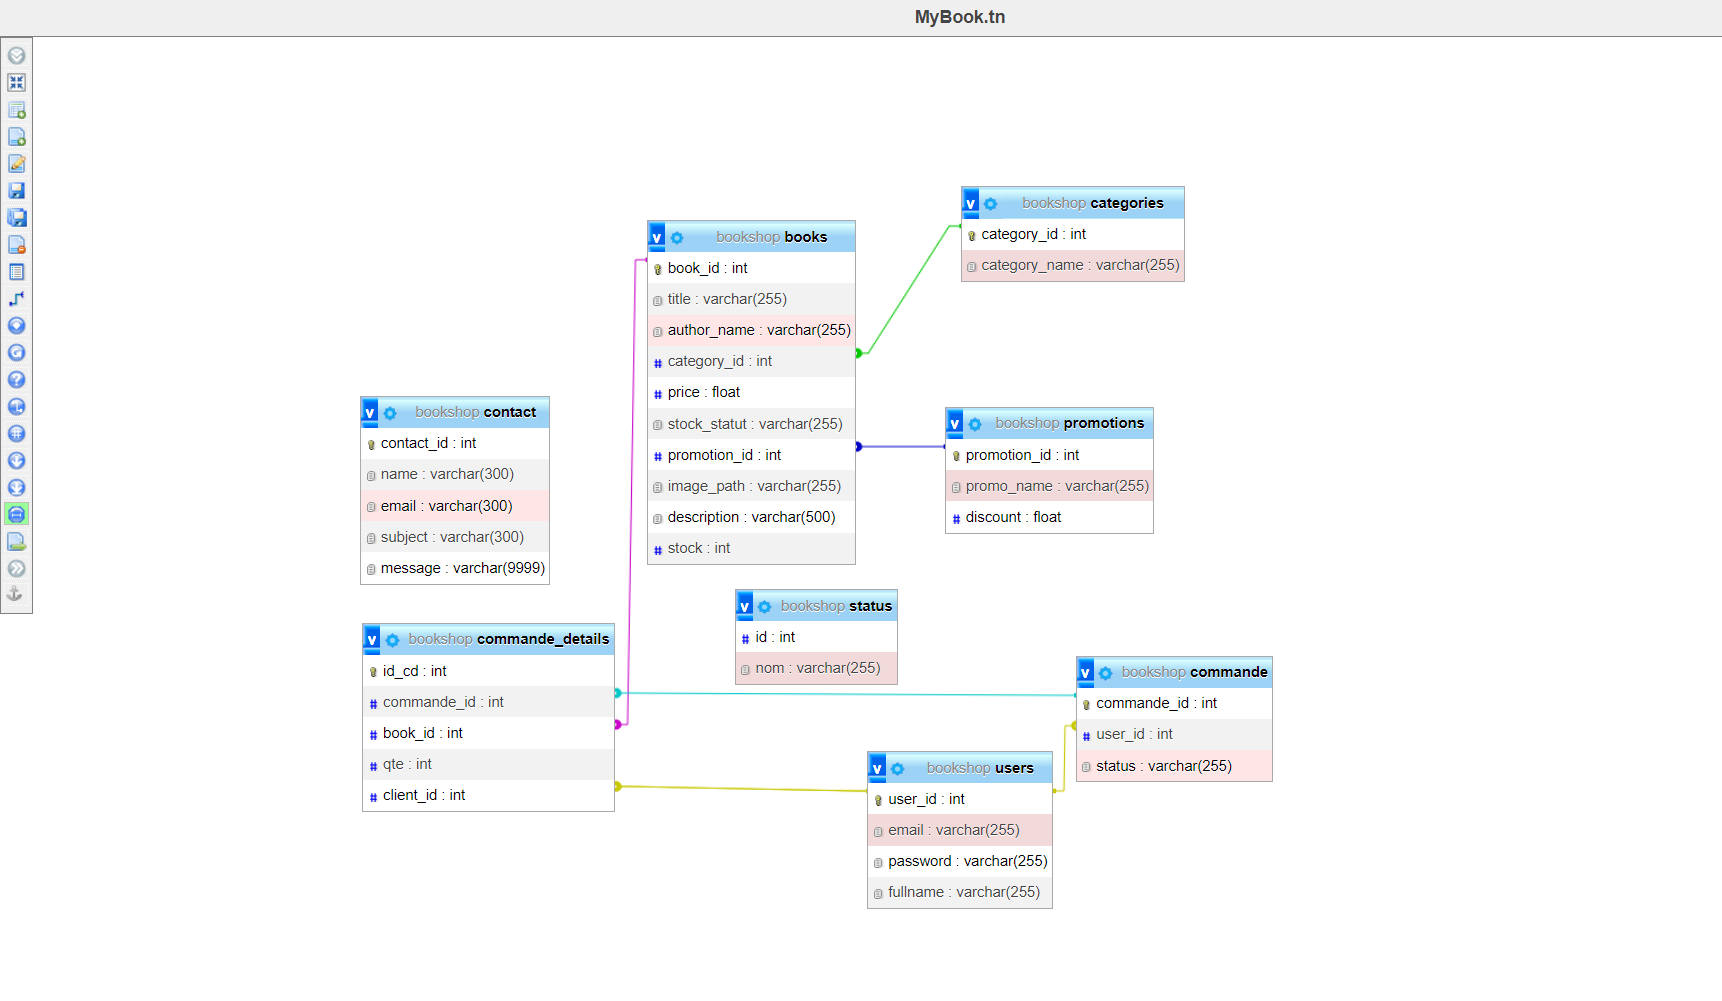 MyBook.tn
v bookshop categories
category_id : int
category_name : varchar(255)
v bookshop books
book_id : int
title : varchar(255)
author_name : varchar(255)
# category_id : int
# price : float
stock_statut : varchar(255)
# promotion_id : int
image_path : varchar(255)
description : varchar(500)
# stock : int
v bookshop contact
contact_id : int
name : varchar(300)
email : varchar(300)
subject : varchar(300)
message : varchar(9999)
v bookshop promotions
promotion_id : int
promo_name : varchar(255)
# discount : float
v bookshop status
# id : int
nom : varchar(255)
v bookshop commande_details
id_cd : int
# commande_id : int
# book_id : int
# qte : int
# client_id : int
v bookshop commande
commande_id : int
# user_id : int
status : varchar(255)
v bookshop users
user_id : int
email : varchar(255)
password : varchar(255)
fullname : varchar(255)